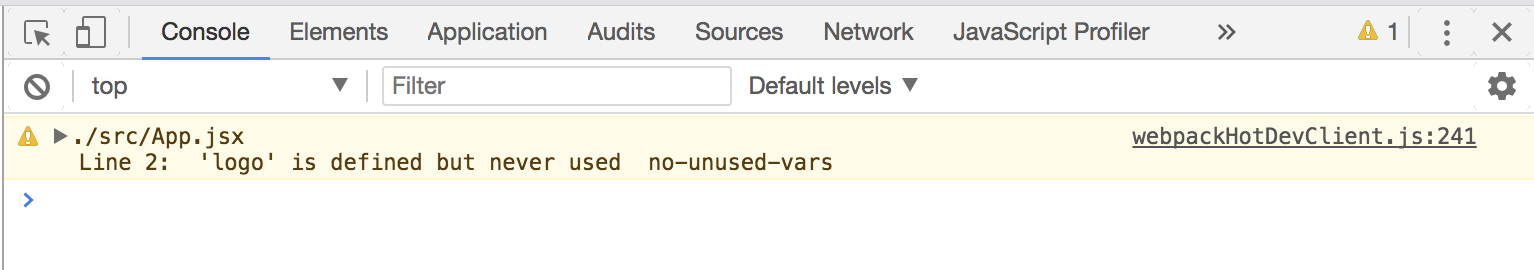 Console Elements Application Audits Sources Network JavaScript Profiler » 1
top Filter Default levels
./src/App.jsx webpackHotDevClient.js:241
Line 2:  'logo' is defined but never used  no-unused-vars